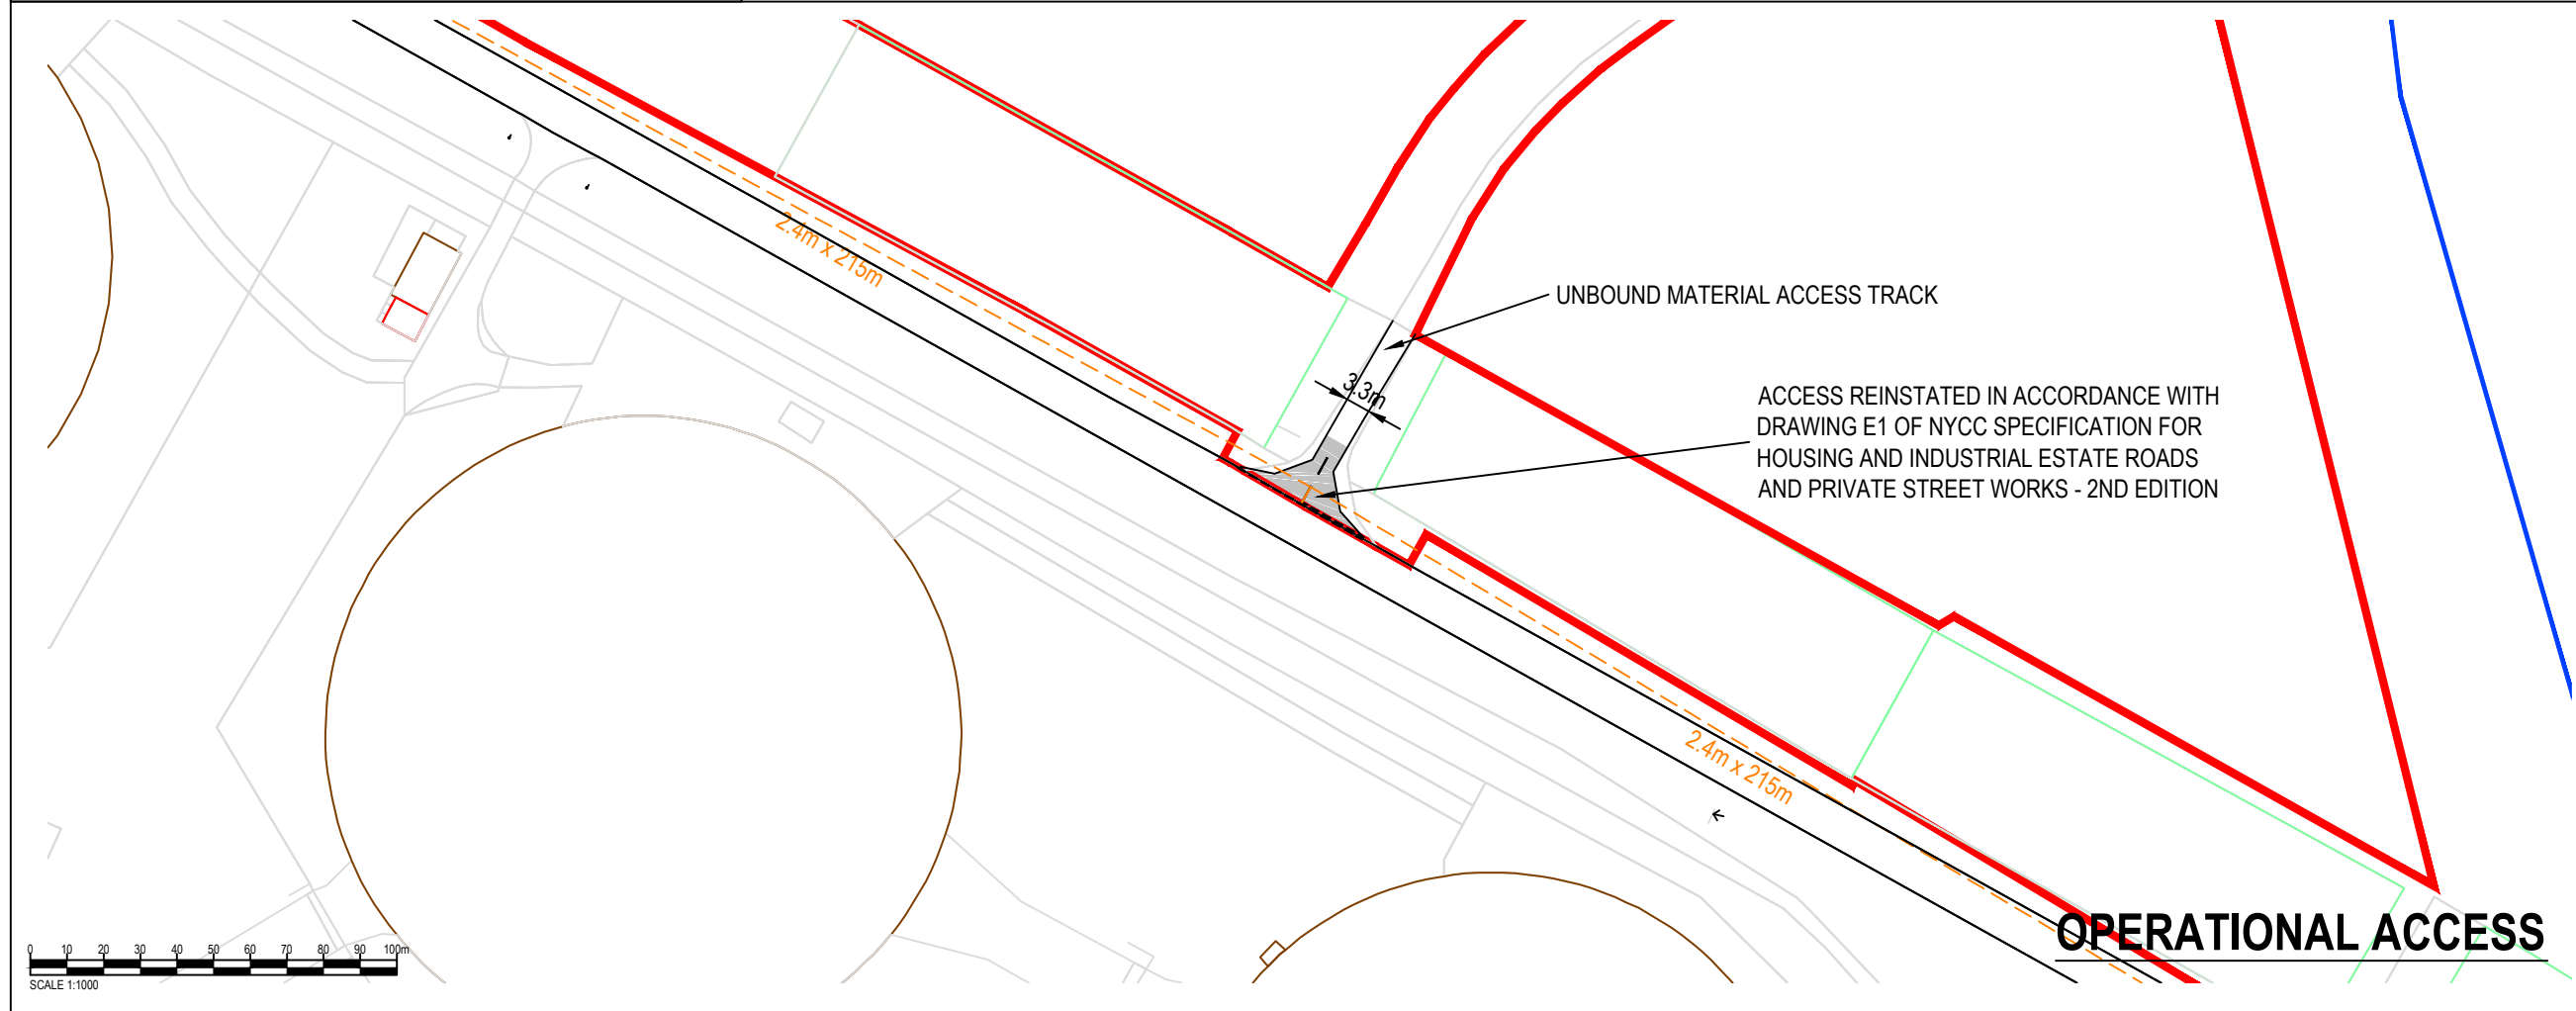 2.4m x 215m
UNBOUND MATERIAL ACCESS TRACK
3.3m
ACCESS REINSTATED IN ACCORDANCE WITH
DRAWING E1 OF NYCC SPECIFICATION FOR
HOUSING AND INDUSTRIAL ESTATE ROADS
AND PRIVATE STREET WORKS - 2ND EDITION
2.4m x 215m
OPERATIONAL ACCESS
0 10 20 30 40 50 60 70 80 90 100m
SCALE 1:1000